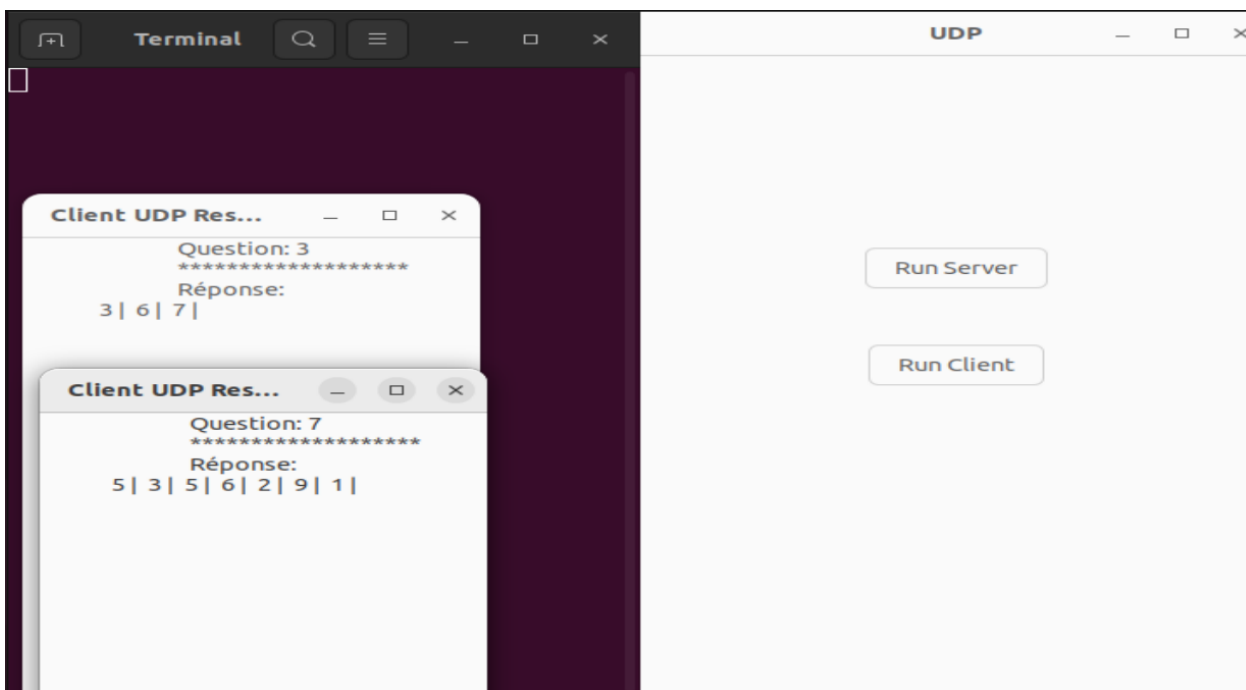 Terminal
UDP
Client UDP Res...
Question: 3
*******************
Réponse:
3| 6| 7|
Client UDP Res...
Question: 7
*******************
Réponse:
5| 3| 5| 6| 2| 9| 1|
Run Server
Run Client